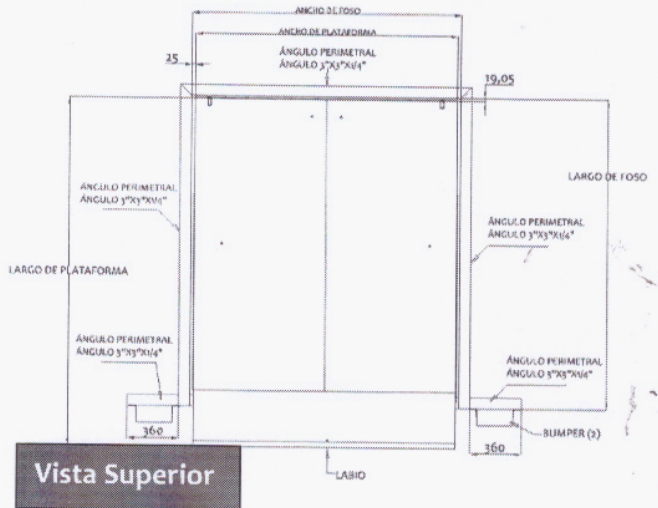 ANCHO DE FOSO
ANCHO DE PLATAFORMA
25
ÁNGULO PERIMETRAL
ÁNGULO 3"X3"X1/4"
19,05
LARGO DE FOSO
ÁNGULO PERIMETRAL
ÁNGULO 3"X3"X1/4"
ÁNGULO PERIMETRAL
ÁNGULO 3"X3"X1/4"
LARGO DE PLATAFORMA
ÁNGULO PERIMETRAL
ÁNGULO 3"X3"X1/4"
ÁNGULO PERIMETRAL
ÁNGULO 3"X3"X1/4"
360
BUMPER (2)
360
Vista Superior
LABIO